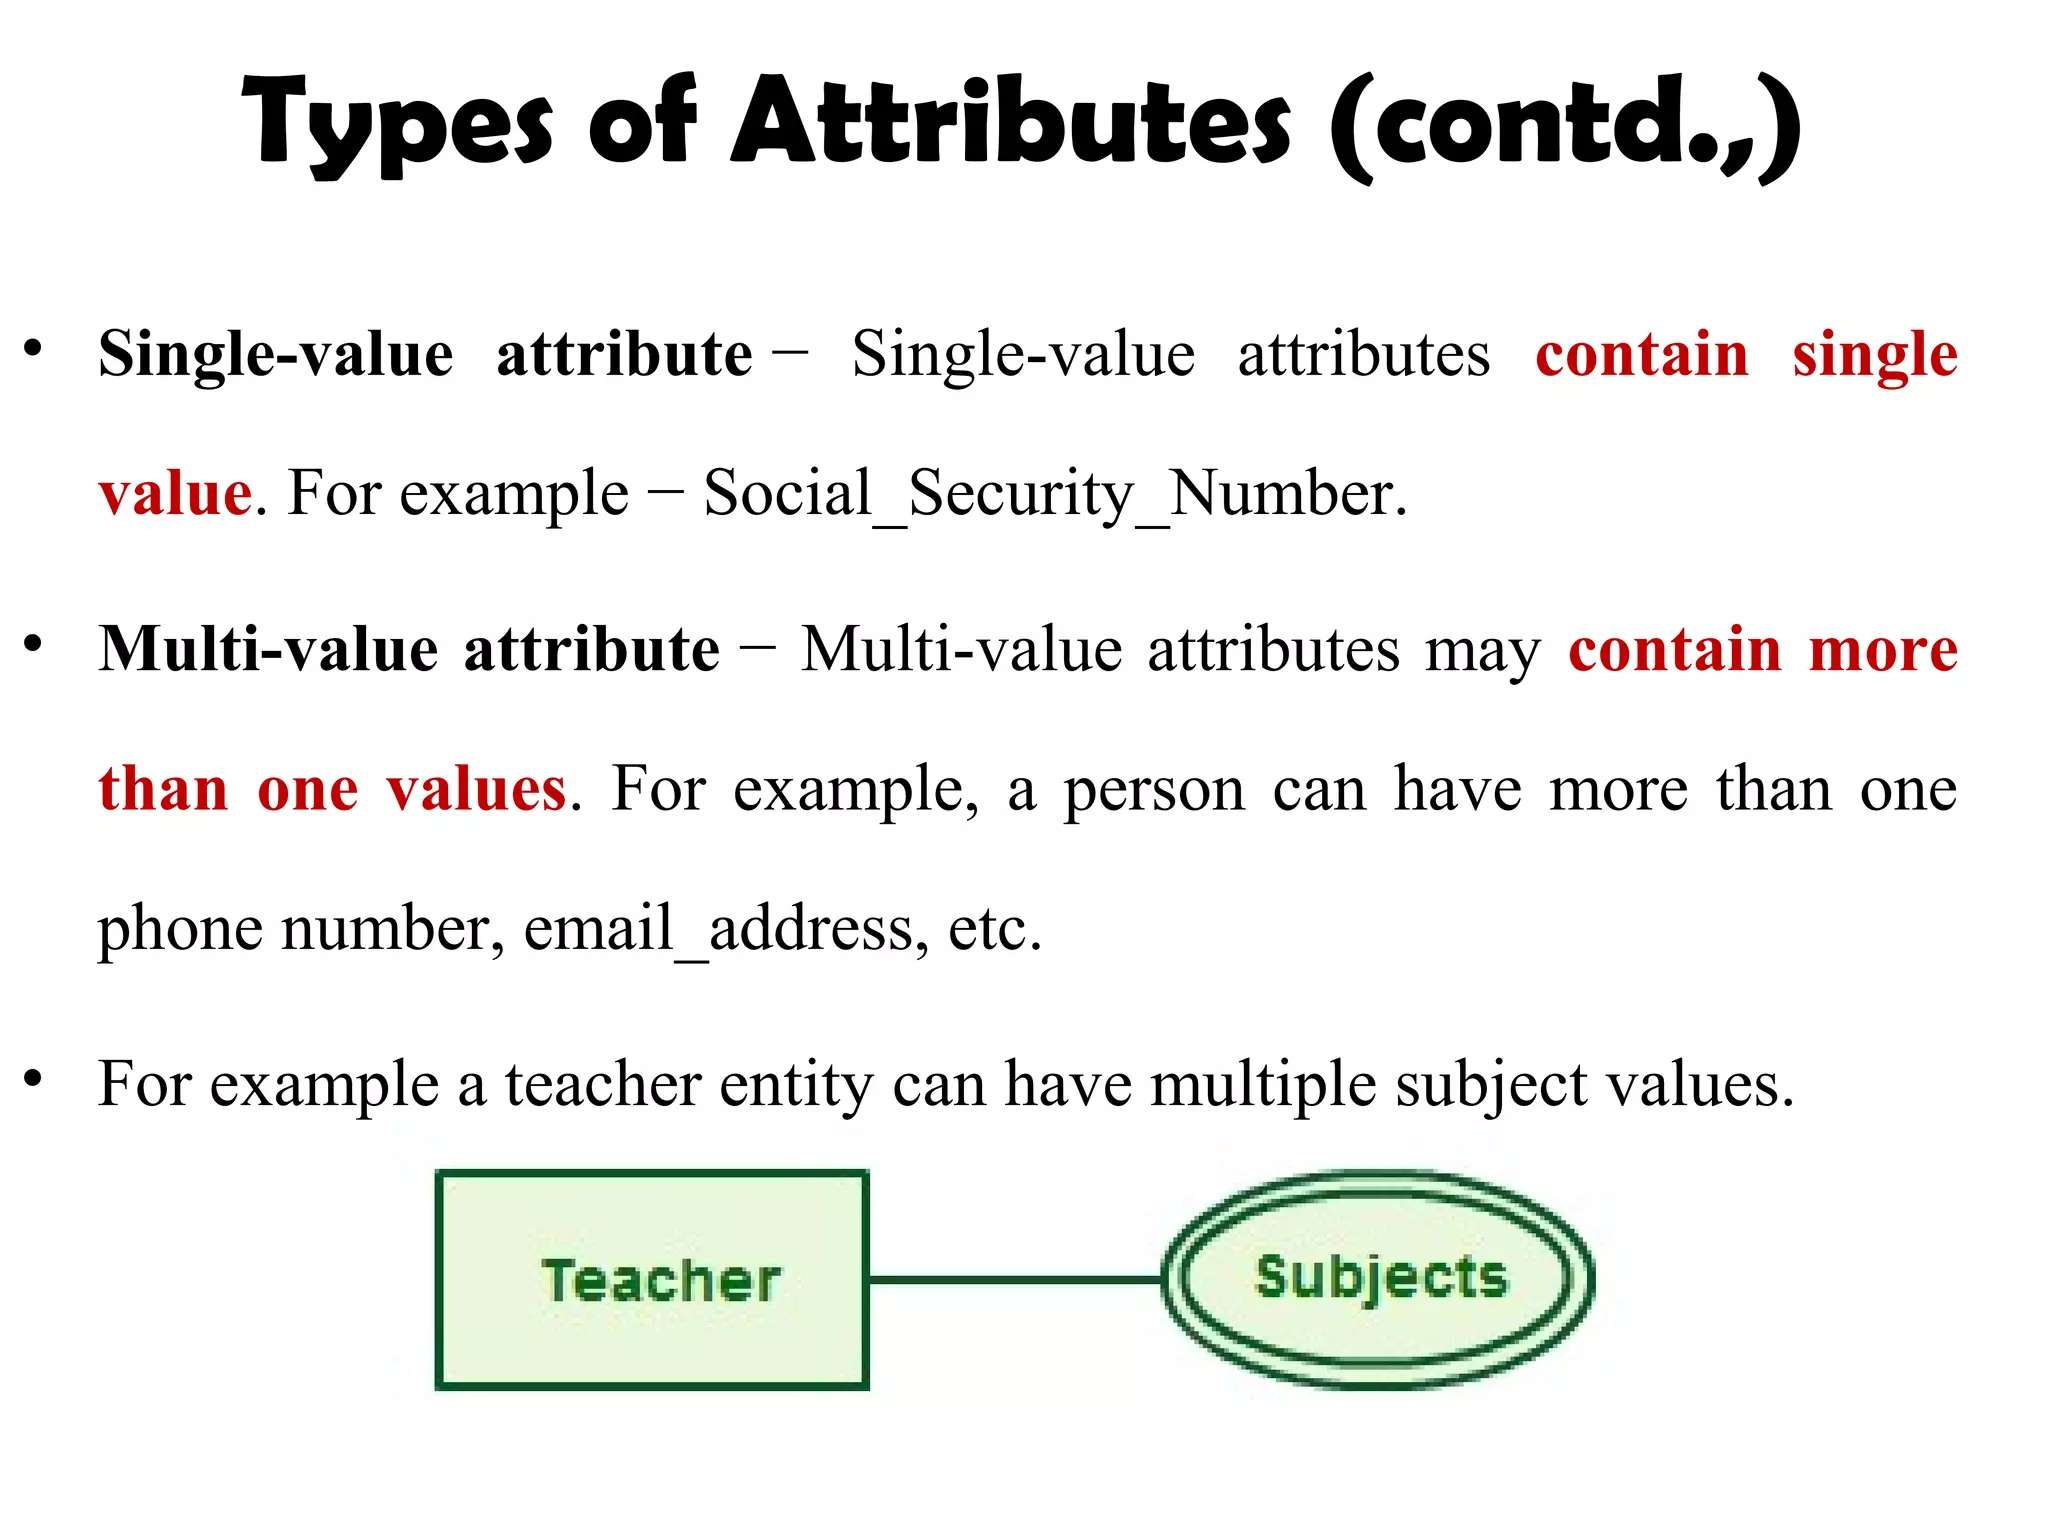 Types of Attributes (contd.,)
• Single-value attribute − Single-value attributes contain single
value. For example − Social_Security_Number.
• Multi-value attribute − Multi-value attributes may contain more
than one values. For example, a person can have more than one
phone number, email_address, etc.
• For example a teacher entity can have multiple subject values.
Teacher
Subjects